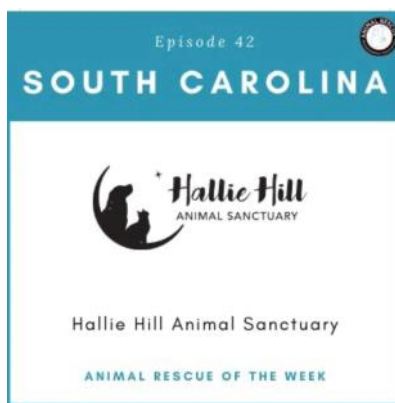 Episode 42
SOUTH CAROLINA
Hallie Hill
ANIMAL SANCTUARY
Hallie Hill Animal Sanctuary
ANIMAL RESCUE OF THE WEEK